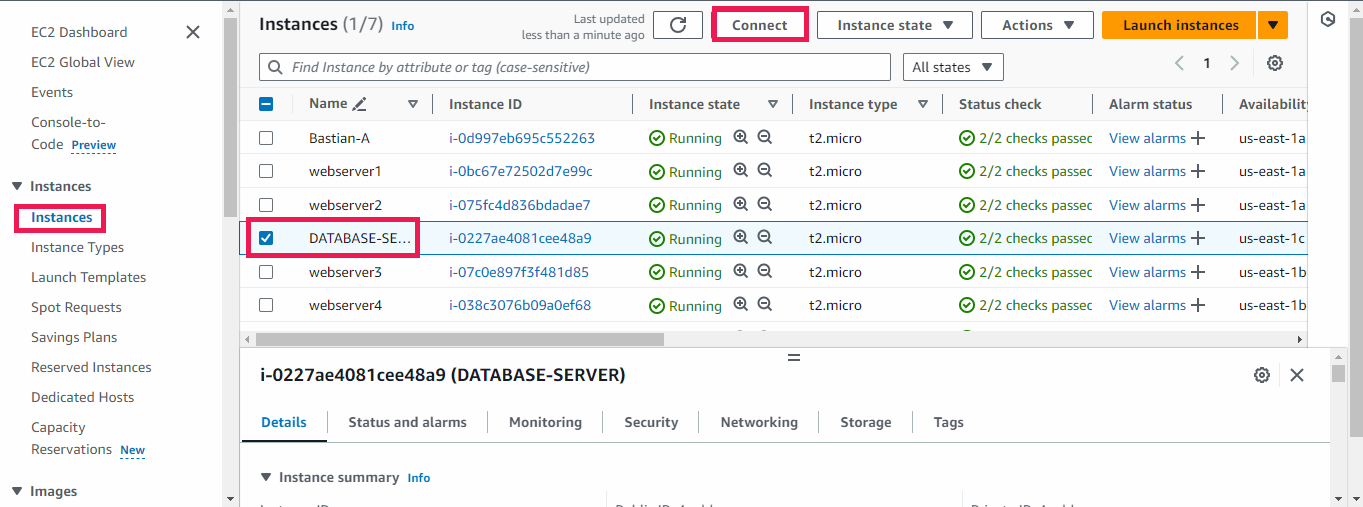 EC2 Dashboard
EC2 Global View
Events
Console-to-
Code Preview
Instances
Instances
Instance Types
Launch Templates
Spot Requests
Savings Plans
Reserved Instances
Dedicated Hosts
Capacity
Reservations New
Images
Instances (1/7) Info
Last updated
less than a minute ago
Connect
Instance state
Actions
Launch instances
Find Instance by attribute or tag (case-sensitive)
All states
1
Name Instance ID Instance state Instance type Status check Alarm status Availability
Bastian-A i-0d997eb695c552263 Running t2.micro 2/2 checks passed View alarms us-east-1a
webserver1 i-0bc67e72502d7e99c Running t2.micro 2/2 checks passed View alarms us-east-1a
webserver2 i-075fc4d836bdadae7 Running t2.micro 2/2 checks passed View alarms us-east-1a
DATABASE-SE... i-0227ae4081cee48a9 Running t2.micro 2/2 checks passed View alarms us-east-1c
webserver3 i-07c0e897f3f481d85 Running t2.micro 2/2 checks passed View alarms us-east-1b
webserver4 i-038c3076b09a0ef68 Running t2.micro 2/2 checks passed View alarms us-east-1b
i-0227ae4081cee48a9 (DATABASE-SERVER)
Details Status and alarms Monitoring Security Networking Storage Tags
Instance summary Info